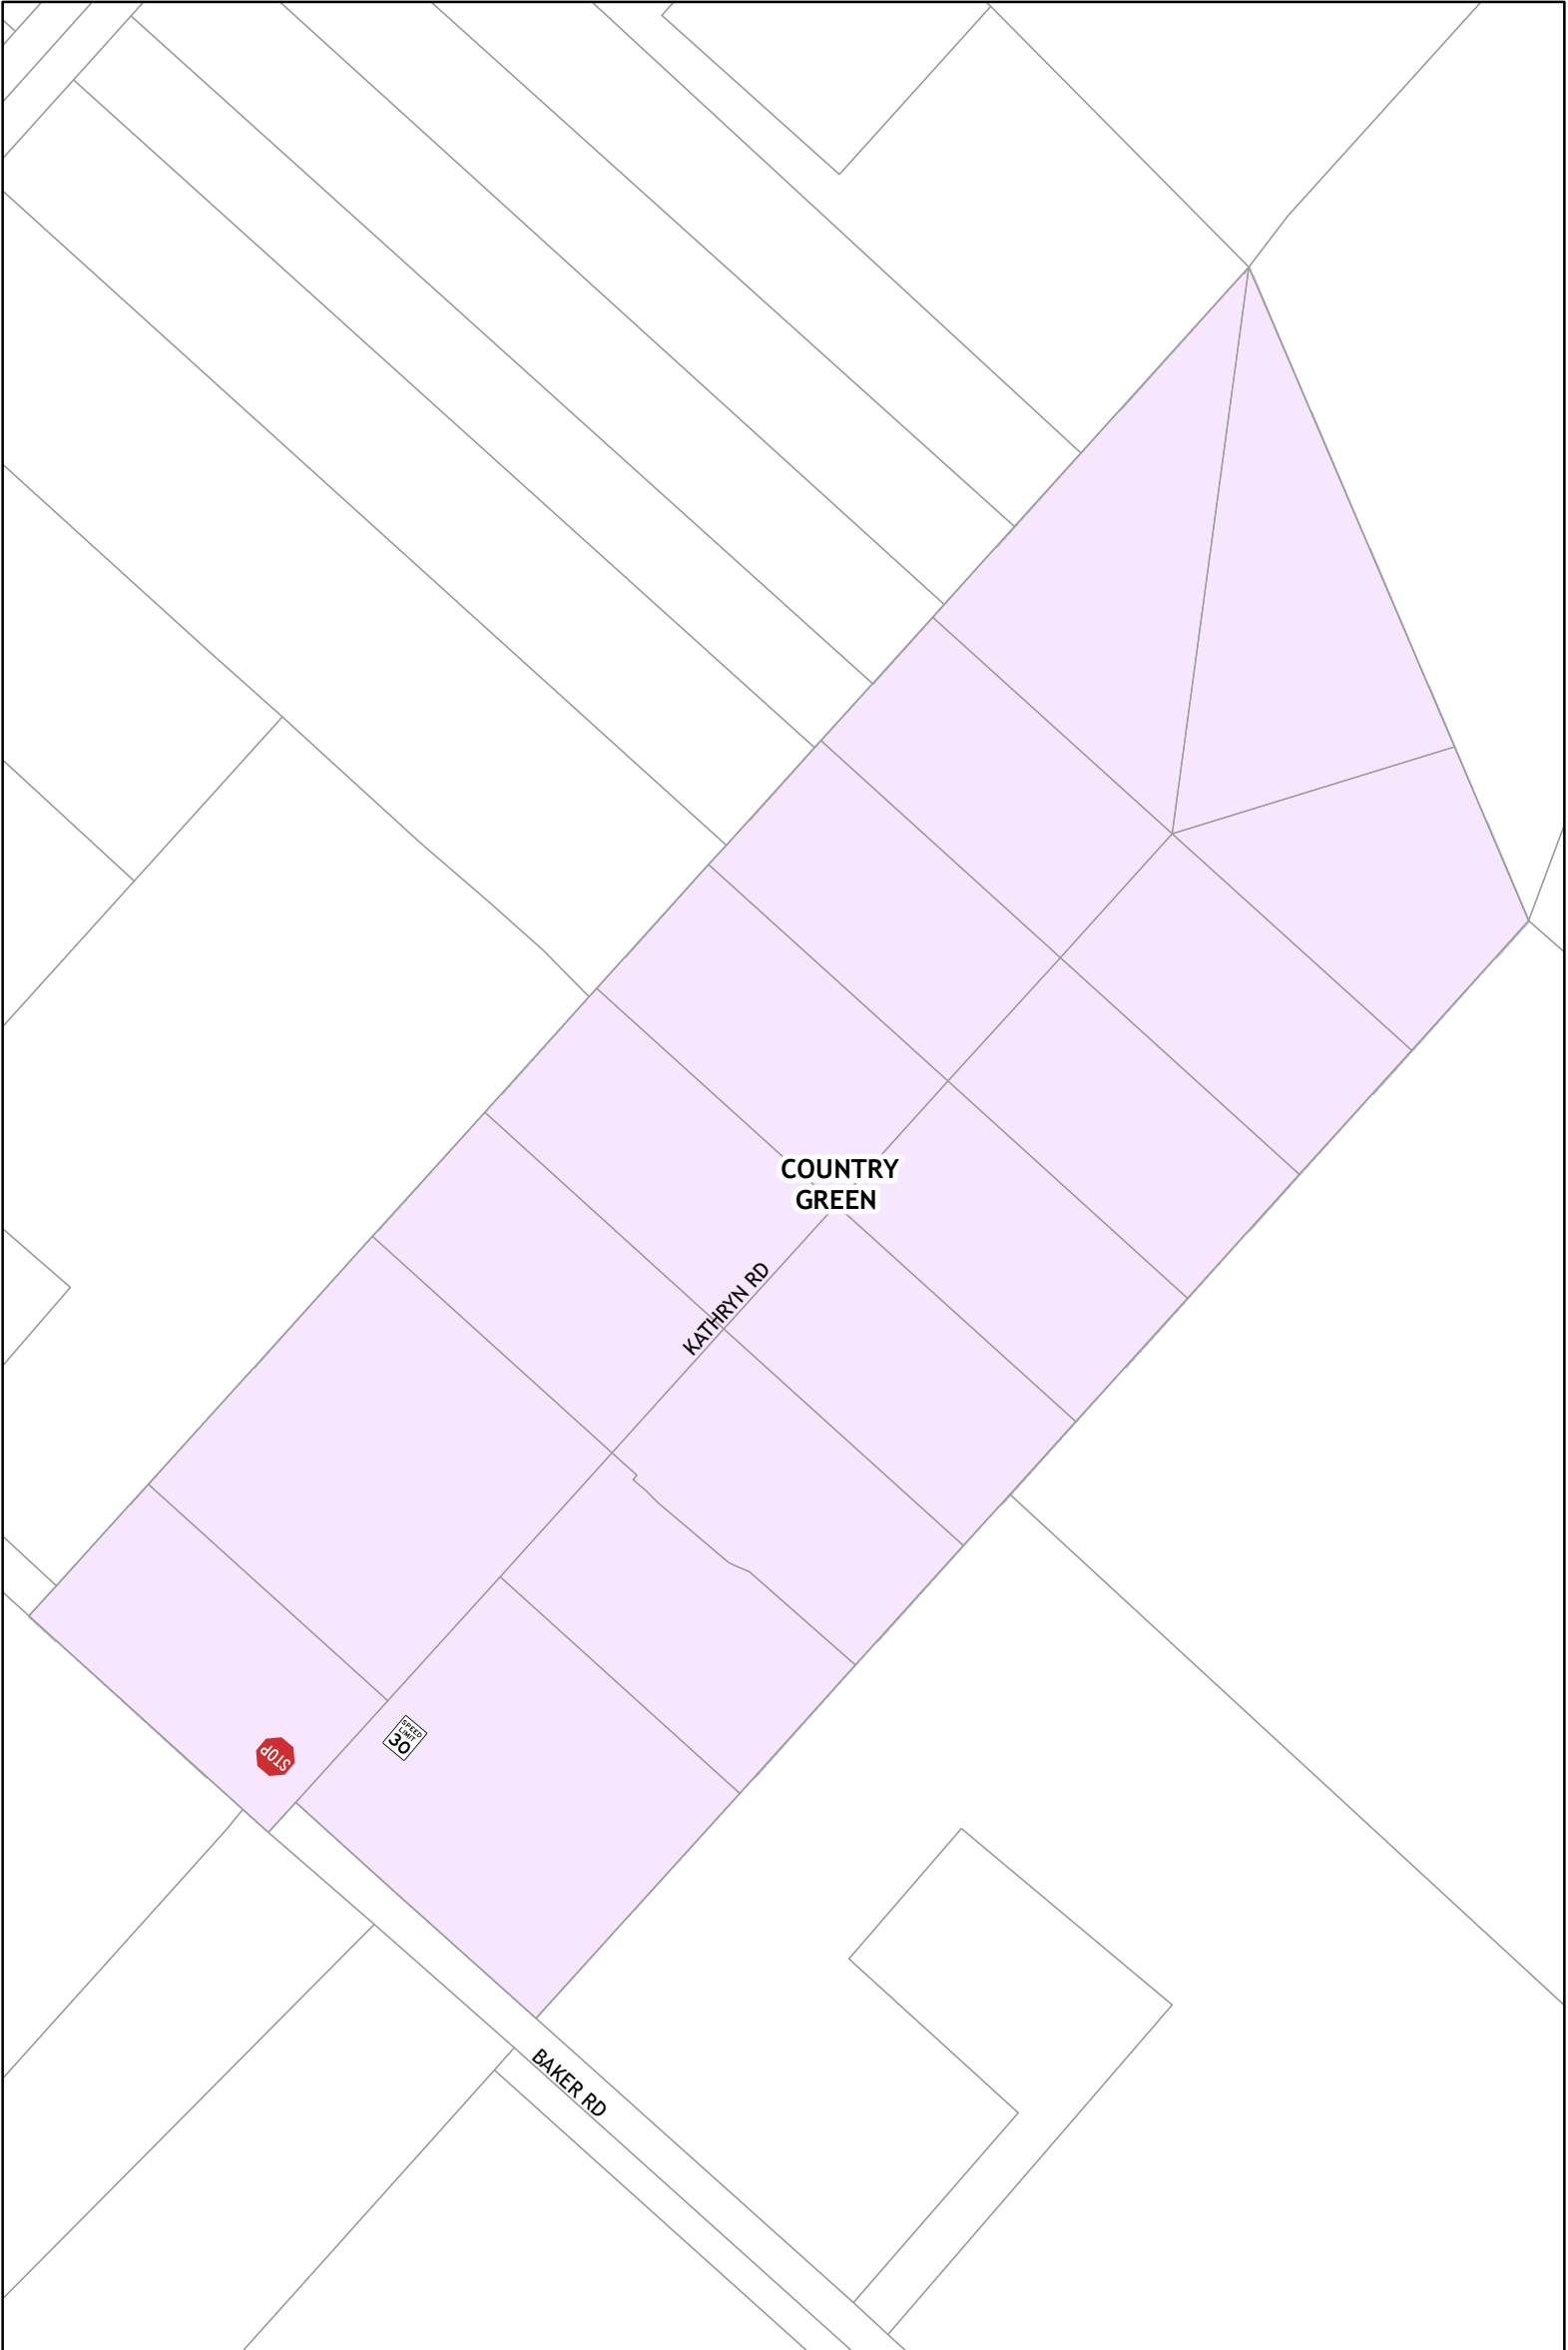 COUNTRY
GREEN
KATHRYN RD
STOP
SPEED
LIMIT
30
BAKER RD